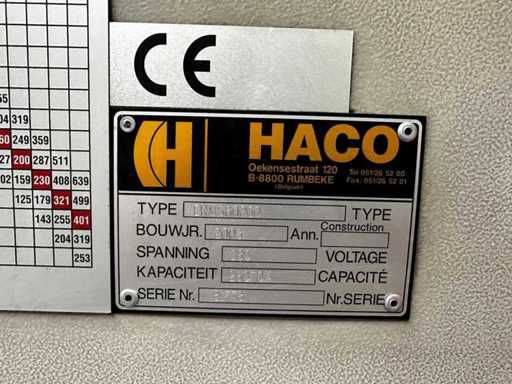 CE
HACO
Oekensestraat 120
B-8800 RUMBEKE
(Belgium)
Tel 051/26 52 00
Fax. 051/26 52 01
TYPE TYPE
BOUWJR. Ann. Construction
SPANNING VOLTAGE
KAPACITEIT CAPACITÉ
SERIE Nr. Nr. SERIE
55
04 319
60 249 359
27 200 287 511
02 159 230 408 639
125 179 321 499
143 255 401
204 319
253